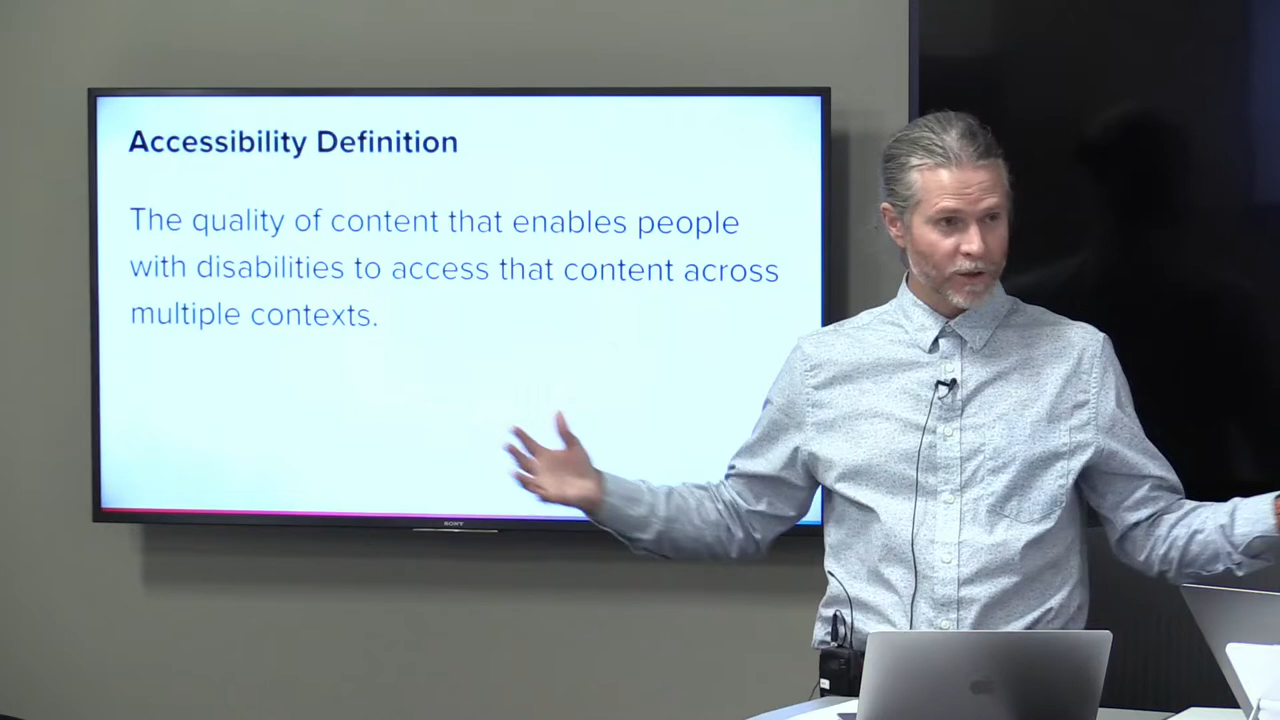 Accessibility Definition
The quality of content that enables people
with disabilities to access that content across
multiple contexts.
SONY